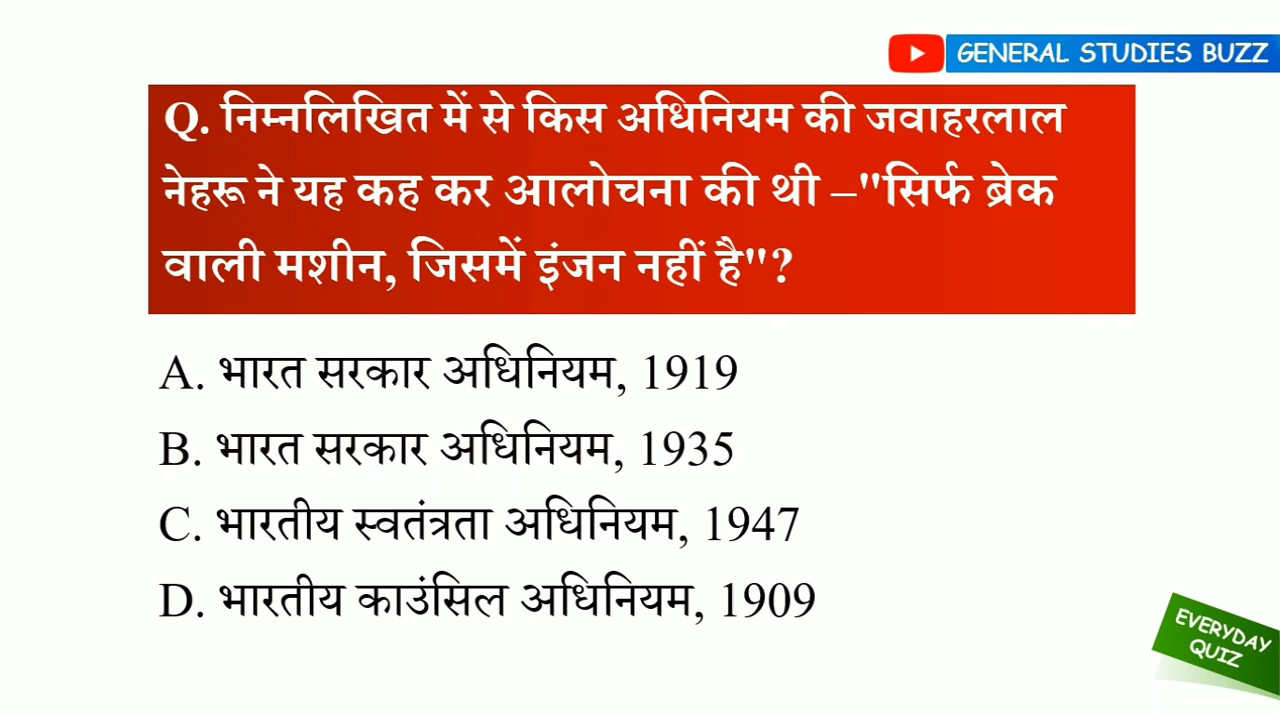 GENERAL STUDIES BUZZ
Q. निम्नलिखित में से किस अधिनियम की जवाहरलाल
नेहरू ने यह कह कर आलोचना की थी –"सिर्फ ब्रेक
वाली मशीन, जिसमें इंजन नहीं है"?
A. भारत सरकार अधिनियम, 1919
B. भारत सरकार अधिनियम, 1935
C. भारतीय स्वतंत्रता अधिनियम, 1947
D. भारतीय काउंसिल अधिनियम, 1909
EVERYDAY
QUIZ